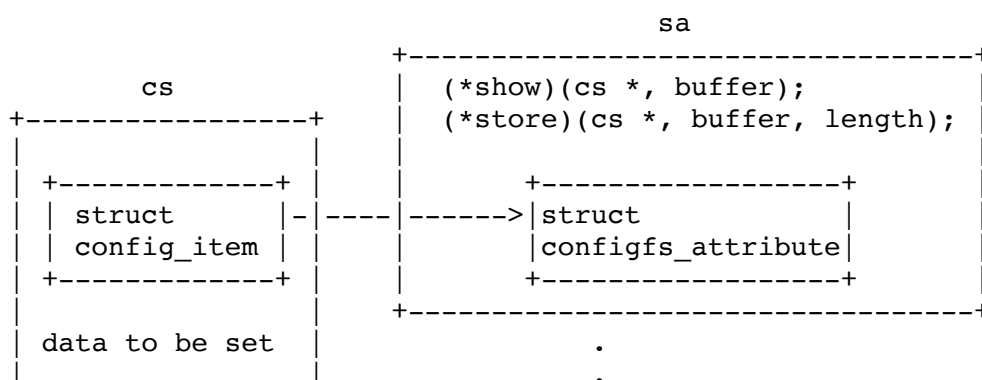 sa
cs
(*show)(cs *, buffer);
(*store)(cs *, buffer, length);
struct
config_item
struct
configfs_attribute
data to be set
.
.